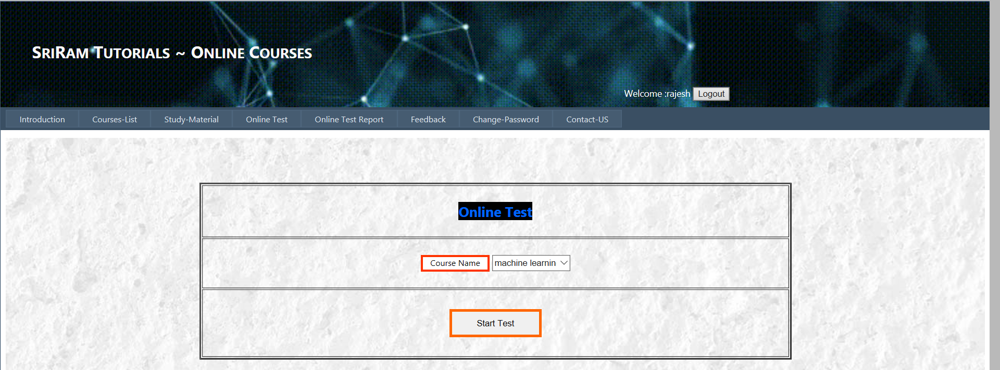 SriRam Tutorials ~ Online Courses
Welcome :rajesh Logout
Introduction Courses-List Study-Material Online Test Online Test Report Feedback Change-Password Contact-US
Online Test
Course Name machine learnin
Start Test